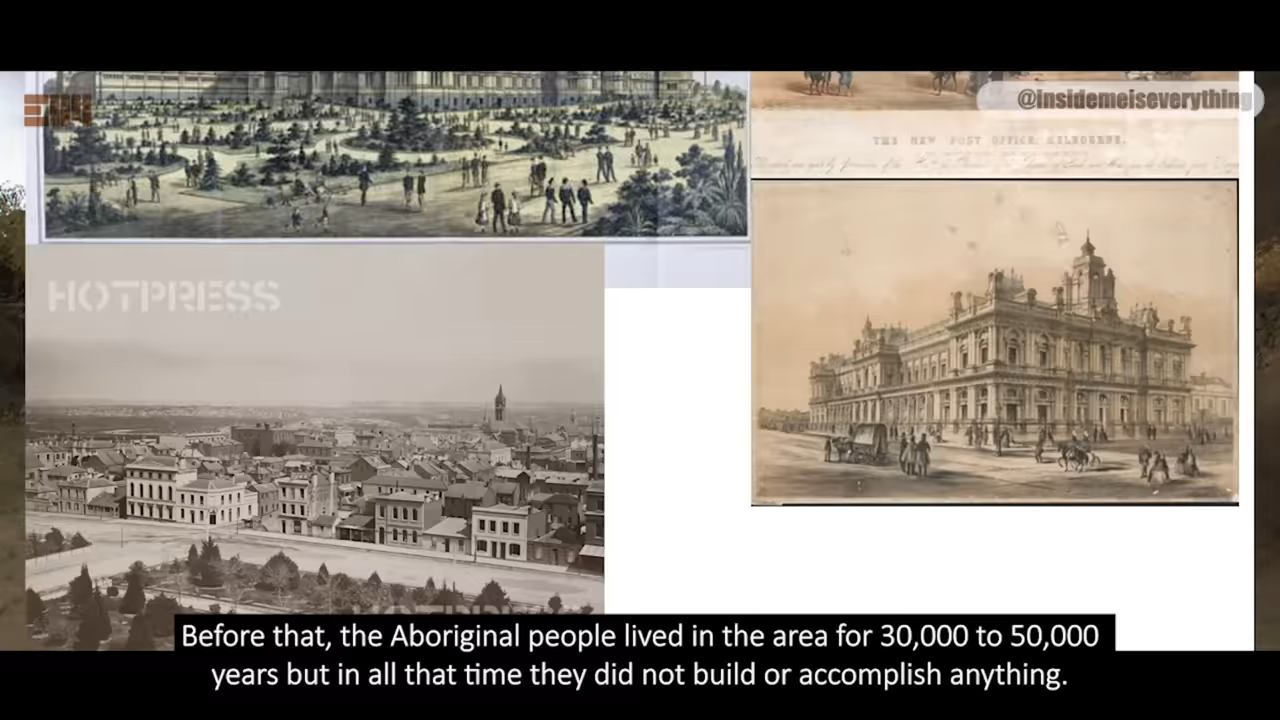 @insidemeiseverything
THE NEW POST OFFICE, MELBOURNE.
HOTPRESS
Before that, the Aboriginal people lived in the area for 30,000 to 50,000
years but in all that time they did not build or accomplish anything.